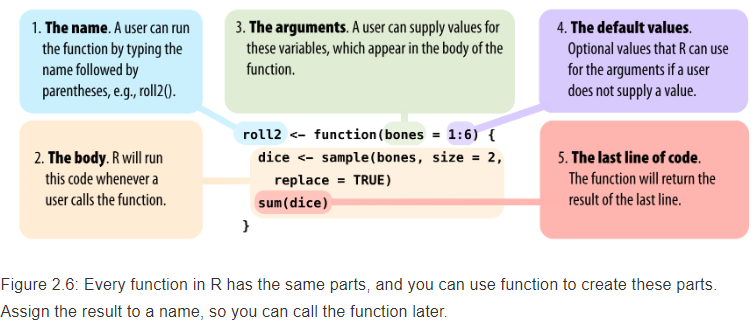 1. The name. A user can run
the function by typing the
name followed by
parentheses, e.g., roll2().
3. The arguments. A user can supply values for
these variables, which appear in the body of the
function.
4. The default values.
Optional values that R can use
for the arguments if a user
does not supply a value.
2. The body. R will run
this code whenever a
user calls the function.
roll2 <- function(bones = 1:6) {
dice <- sample(bones, size = 2,
replace = TRUE)
sum(dice)
}
5. The last line of code.
The function will return the
result of the last line.
Figure 2.6: Every function in R has the same parts, and you can use function to create these parts.
Assign the result to a name, so you can call the function later.